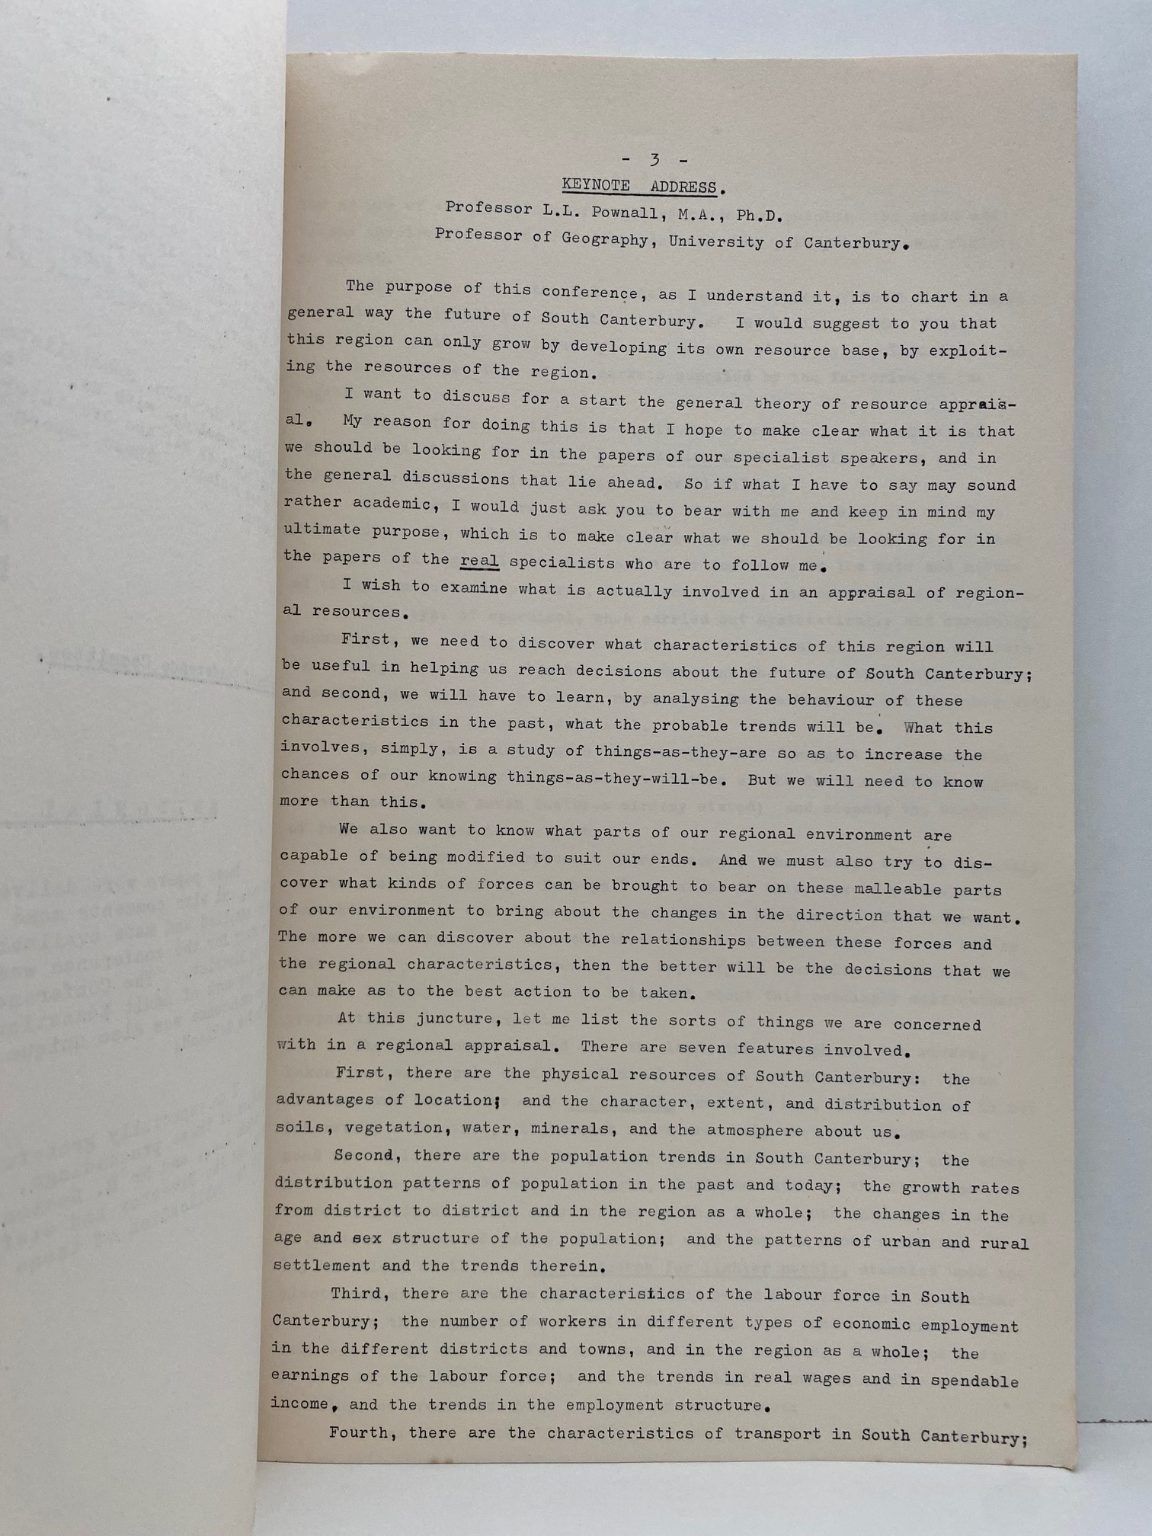 - 3 -
KEYNOTE ADDRESS.
Professor L.L. Pownall, M.A., Ph.D.
Professor of Geography, University of Canterbury.
The purpose of this conference, as I understand it, is to chart in a
general way the future of South Canterbury. I would suggest to you that
this region can only grow by developing its own resource base, by exploit-
ing the resources of the region.
I want to discuss for a start the general theory of resource apprais-
al. My reason for doing this is that I hope to make clear what it is that
we should be looking for in the papers of our specialist speakers, and in
the general discussions that lie ahead. So if what I have to say may sound
rather academic, I would just ask you to bear with me and keep in mind my
ultimate purpose, which is to make clear what we should be looking for in
the papers of the real specialists who are to follow me.
I wish to examine what is actually involved in an appraisal of region-
al resources.
First, we need to discover what characteristics of this region will
be useful in helping us reach decisions about the future of South Canterbury;
and second, we will have to learn, by analysing the behaviour of these
characteristics in the past, what the probable trends will be. What this
involves, simply, is a study of things-as-they-are so as to increase the
chances of our knowing things-as-they-will-be. But we will need to know
more than this.
We also want to know what parts of our regional environment are
capable of being modified to suit our ends. And we must also try to dis-
cover what kinds of forces can be brought to bear on these malleable parts
of our environment to bring about the changes in the direction that we want.
The more we can discover about the relationships between these forces and
the regional characteristics, then the better will be the decisions that we
can make as to the best action to be taken.
At this juncture, let me list the sorts of things we are concerned
with in a regional appraisal. There are seven features involved.
First, there are the physical resources of South Canterbury: the
advantages of location; and the character, extent, and distribution of
soils, vegetation, water, minerals, and the atmosphere about us.
Second, there are the population trends in South Canterbury; the
distribution patterns of population in the past and today; the growth rates
from district to district and in the region as a whole; the changes in the
age and sex structure of the population; and the patterns of urban and rural
settlement and the trends therein.
Third, there are the characteristics of the labour force in South
Canterbury; the number of workers in different types of economic employment
in the different districts and towns, and in the region as a whole; the
earnings of the labour force; and the trends in real wages and in spendable
income, and the trends in the employment structure.
Fourth, there are the characteristics of transport in South Canterbury;